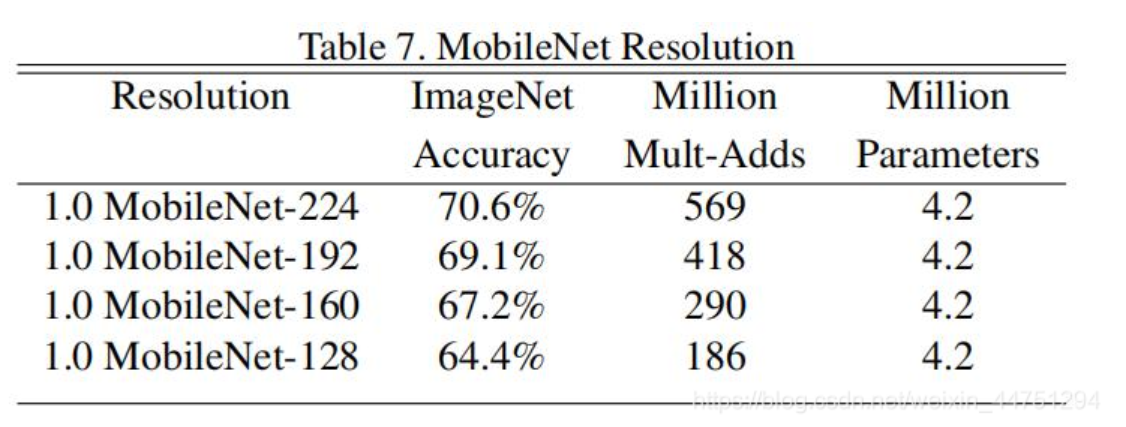 Table 7. MobileNet Resolution
Resolution ImageNet Million Million
Accuracy Mult-Adds Parameters
1.0 MobileNet-224 70.6% 569 4.2
1.0 MobileNet-192 69.1% 418 4.2
1.0 MobileNet-160 67.2% 290 4.2
1.0 MobileNet-128 64.4% 186 4.2
https://blog.csdn.net/weixin_44751294